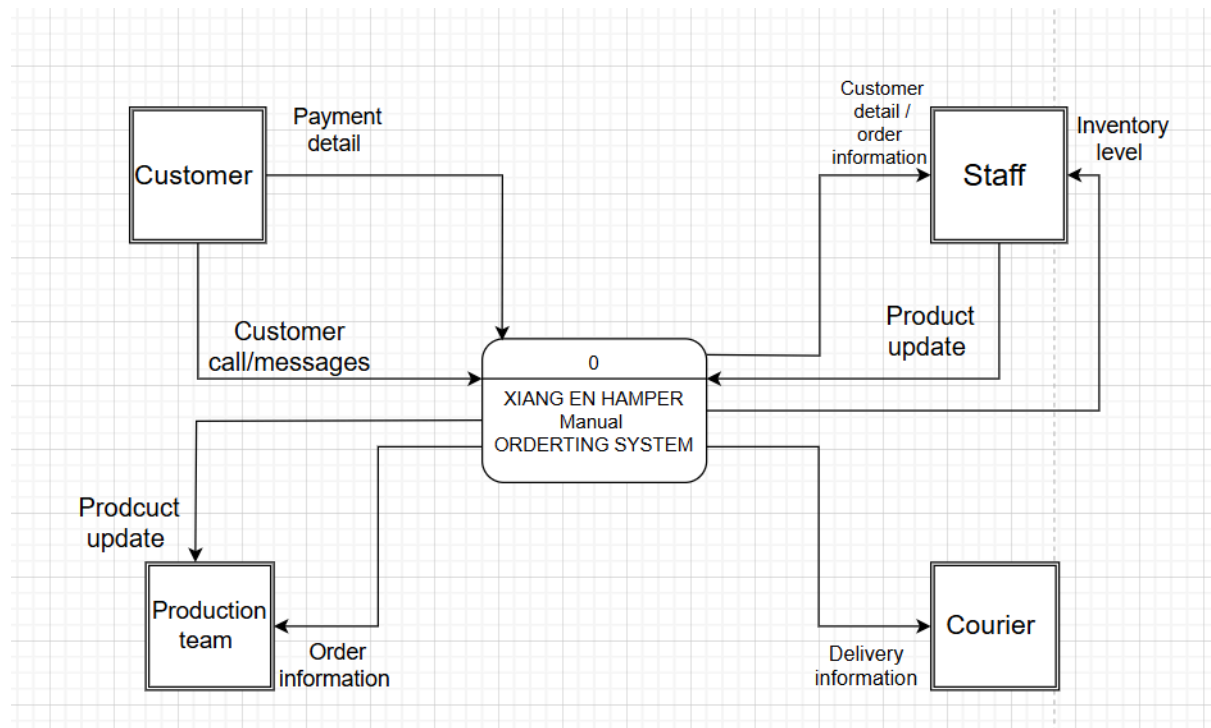 Payment
detail
Customer
Customer
detail /
order
information
Staff
Inventory
level
Customer
call/messages
Product
update
0
XIANG EN HAMPER
Manual
ORDERTING SYSTEM
Prodcuct
update
Production
team
Order
information
Delivery
information
Courier